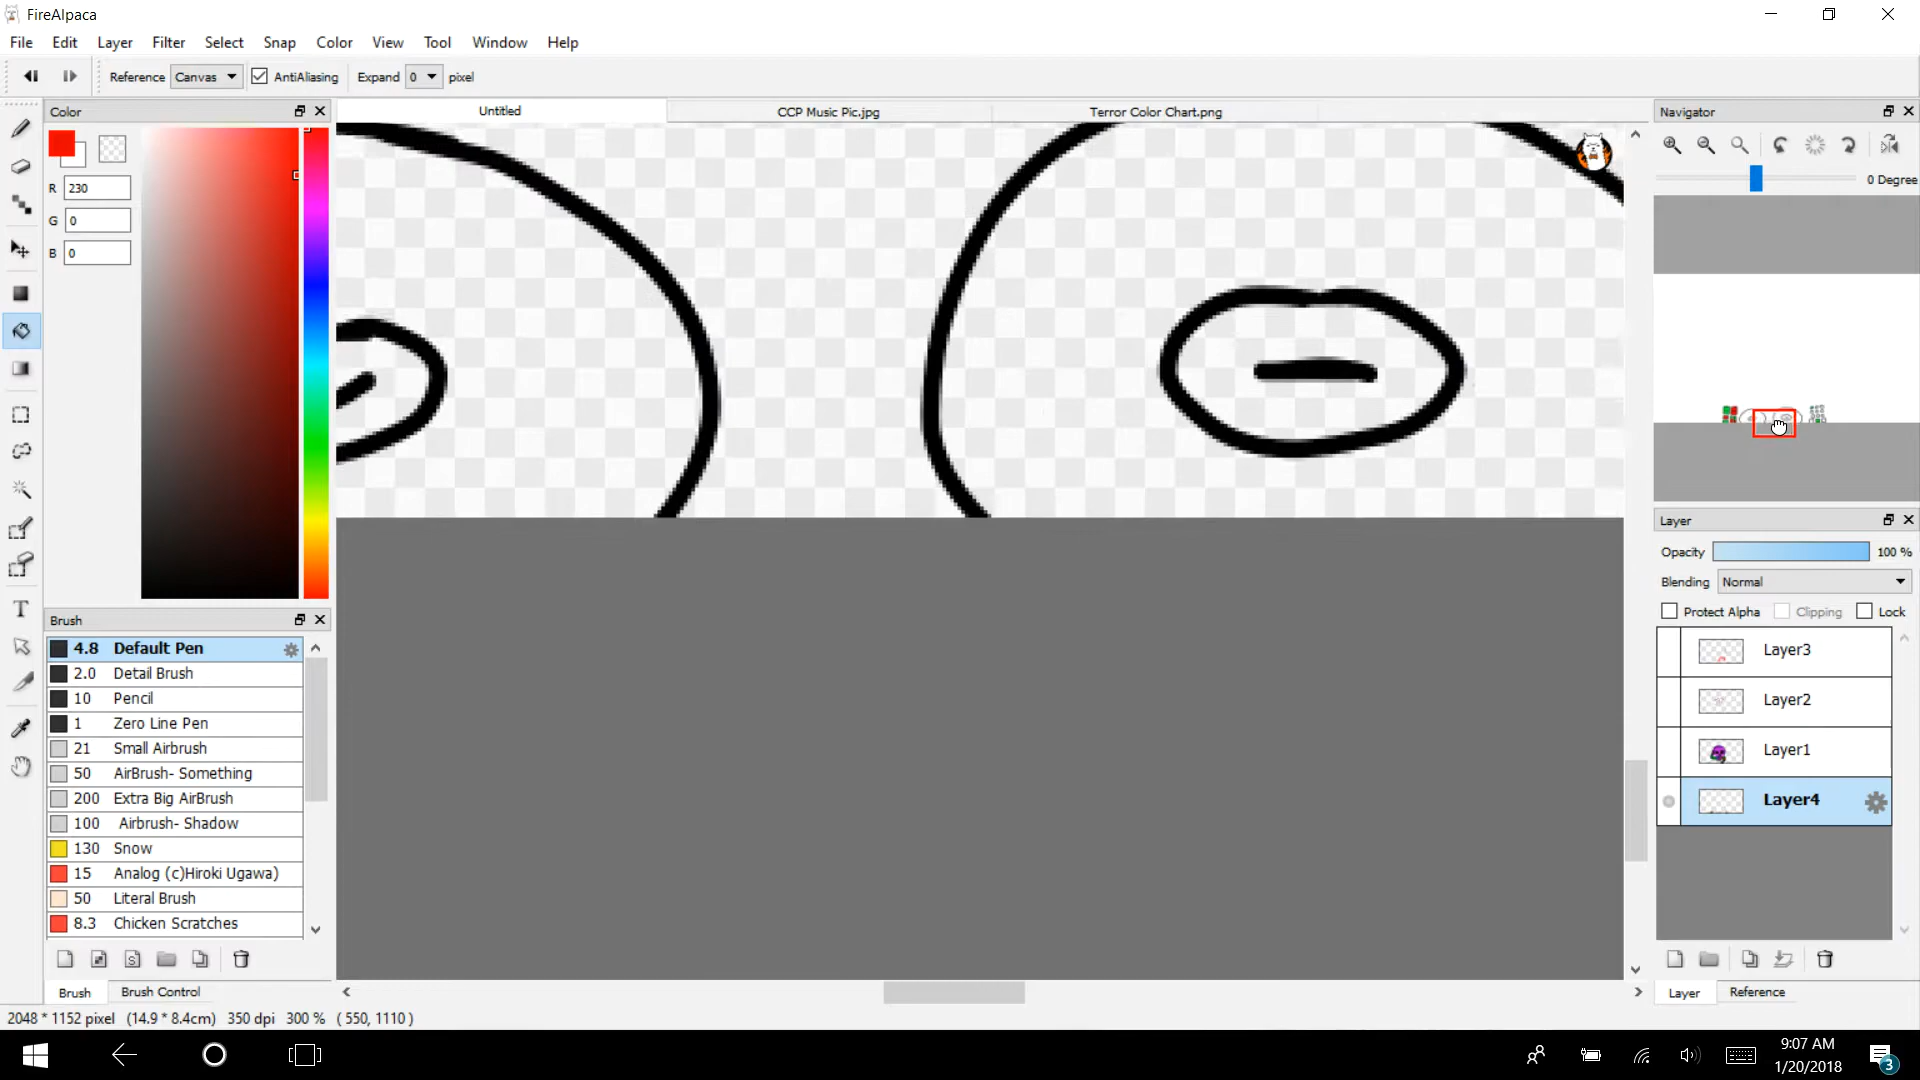 FireAlpaca
File Edit Layer Filter Select Snap Color View Tool Window Help
Reference Canvas AntiAliasing Expand 0 pixel
Color
Untitled CCP Music Pic.jpg Terror Color Chart.png
Navigator
0 Degree
R 230
G 0
B 0
Brush
4.8 Default Pen
2.0 Detail Brush
10 Pencil
1 Zero Line Pen
21 Small Airbrush
50 AirBrush- Something
200 Extra Big AirBrush
100 Airbrush- Shadow
130 Snow
15 Analog (c)Hiroki Ugawa)
50 Literal Brush
8.3 Chicken Scratches
Brush Brush Control
Layer
Opacity 100 %
Blending Normal
Protect Alpha Clipping Lock
Layer3
Layer2
Layer1
Layer4
Layer Reference
2048 * 1152 pixel (14.9 * 8.4cm) 350 dpi 300 % ( 550, 1110 )
9:07 AM
1/20/2018
3